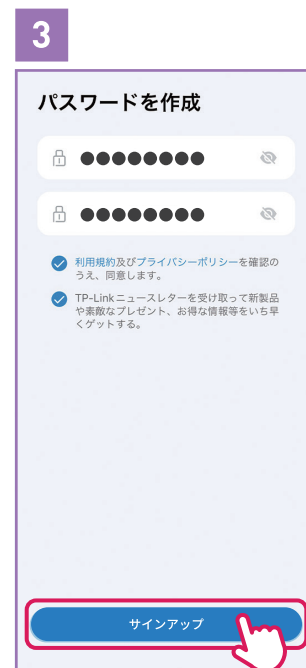 3
パスワードを作成
●●●●●●●●
●●●●●●●●
利用規約及びプライバシーポリシーを確認の
うえ、同意します。
TP-Linkニュースレターを受け取って新製品
や素敵なプレゼント、お得な情報等をいち早
くゲットする。
サインアップ